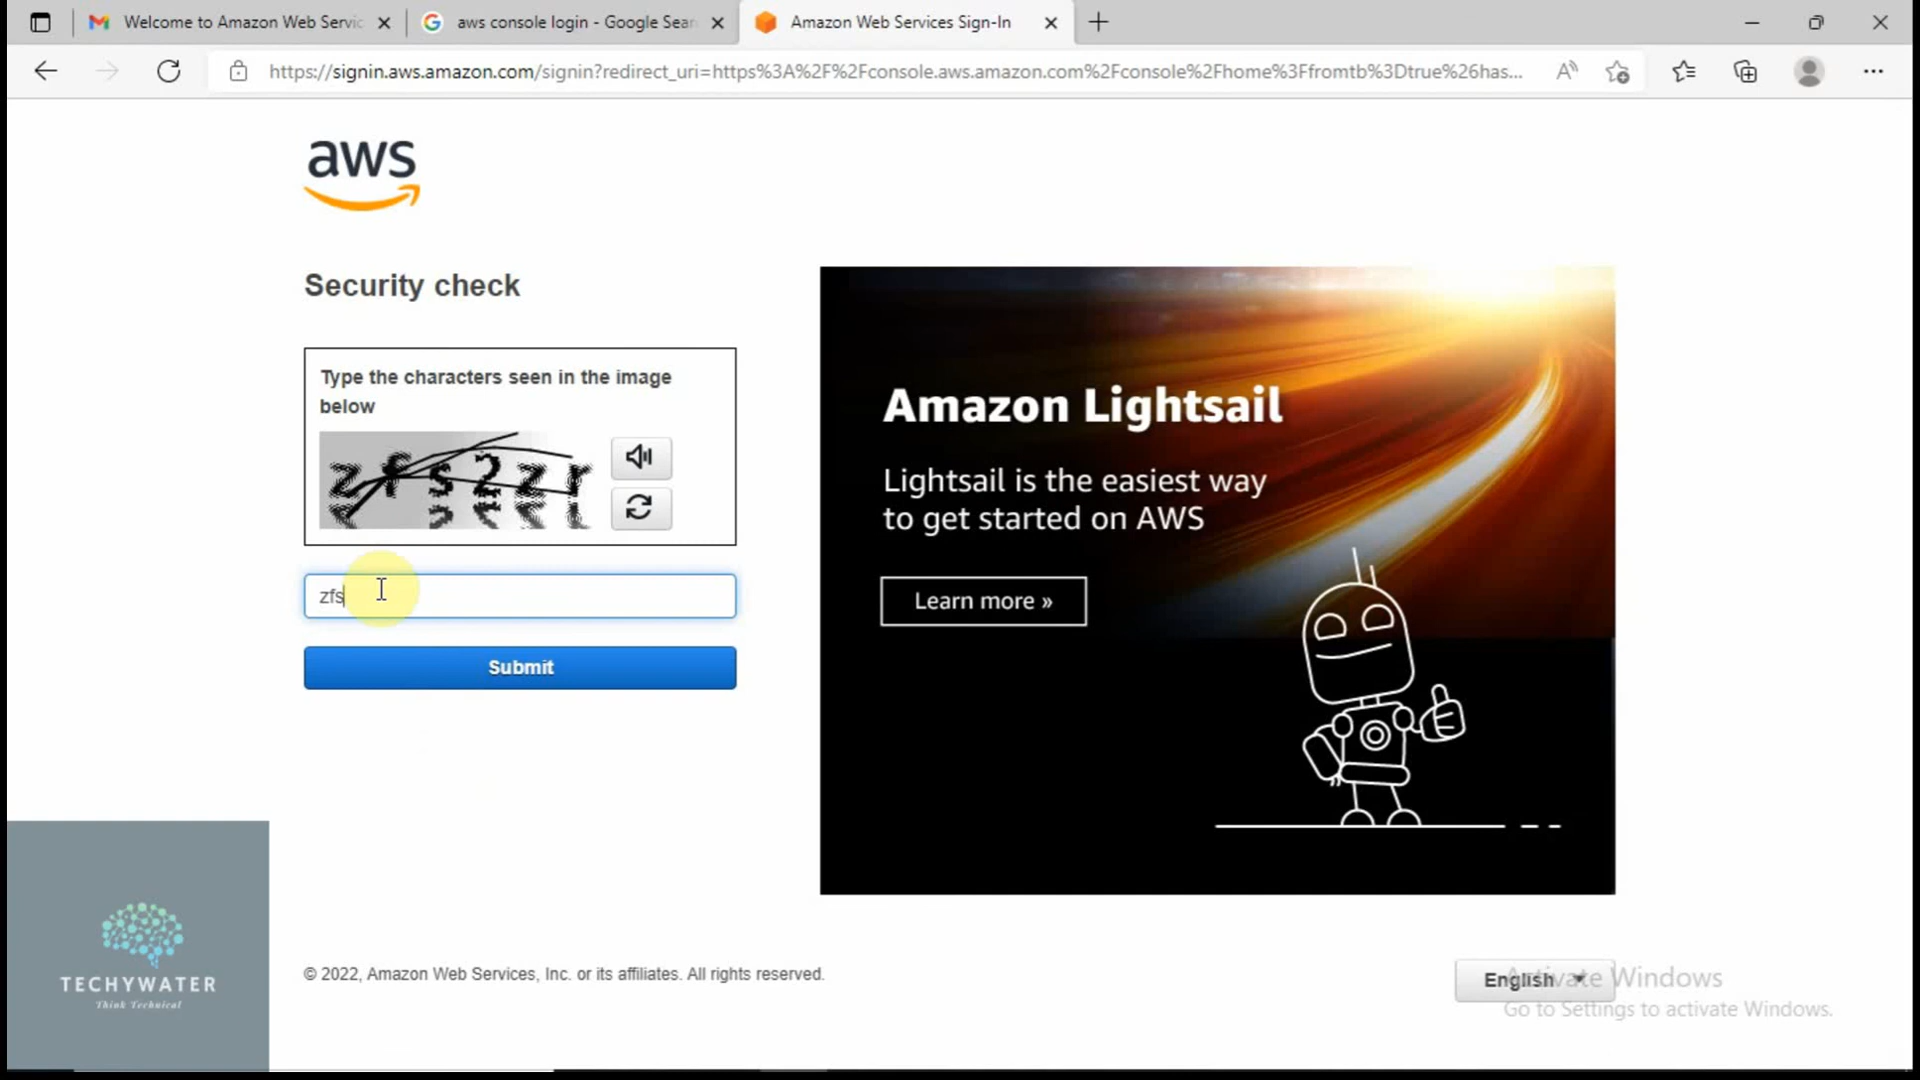 Welcome to Amazon Web Servic
aws console login - Google Sear
Amazon Web Services Sign-In
https://signin.aws.amazon.com/signin?redirect_uri=https%3A%2F%2Fconsole.aws.amazon.com%2Fconsole%2Fhome%3Ffromtb%3Dtrue%26has...
aws
Security check
Type the characters seen in the image
below
zfs2zr
zfs
Submit
Amazon Lightsail
Lightsail is the easiest way
to get started on AWS
Learn more »
TECHYWATER
Think Technical
© 2022, Amazon Web Services, Inc. or its affiliates. All rights reserved.
English
Activate Windows
Go to Settings to activate Windows.